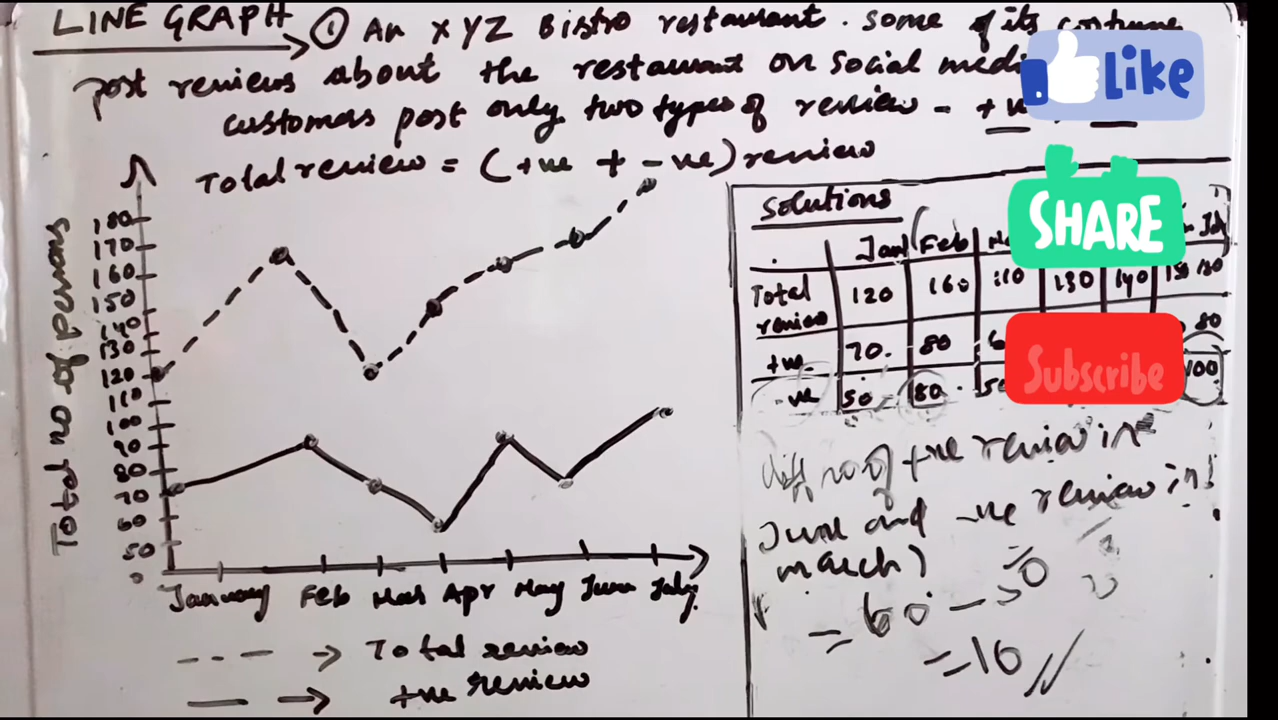 LINE GRAPH → ① An XYZ Bistro restaurant. some of its
post reviews about the restaurant on social
customers post only two types of review = +ve
Total review = (+ve + -ve) review
Total no of persons
180
170
160
150
140
130
120
110
100
90
80
70
60
50
0
January Feb Mar Apr May June July
Total review
+ve review
Solutions
Jan Feb
Total review 120 160 110 130 140 150 180
+ve 70 80 80
-ve 50 80 50 100
diff no of +ve review in
June and -ve review in
march)
= 60 - 50
= 10 //
Like
SHARE
Subscribe